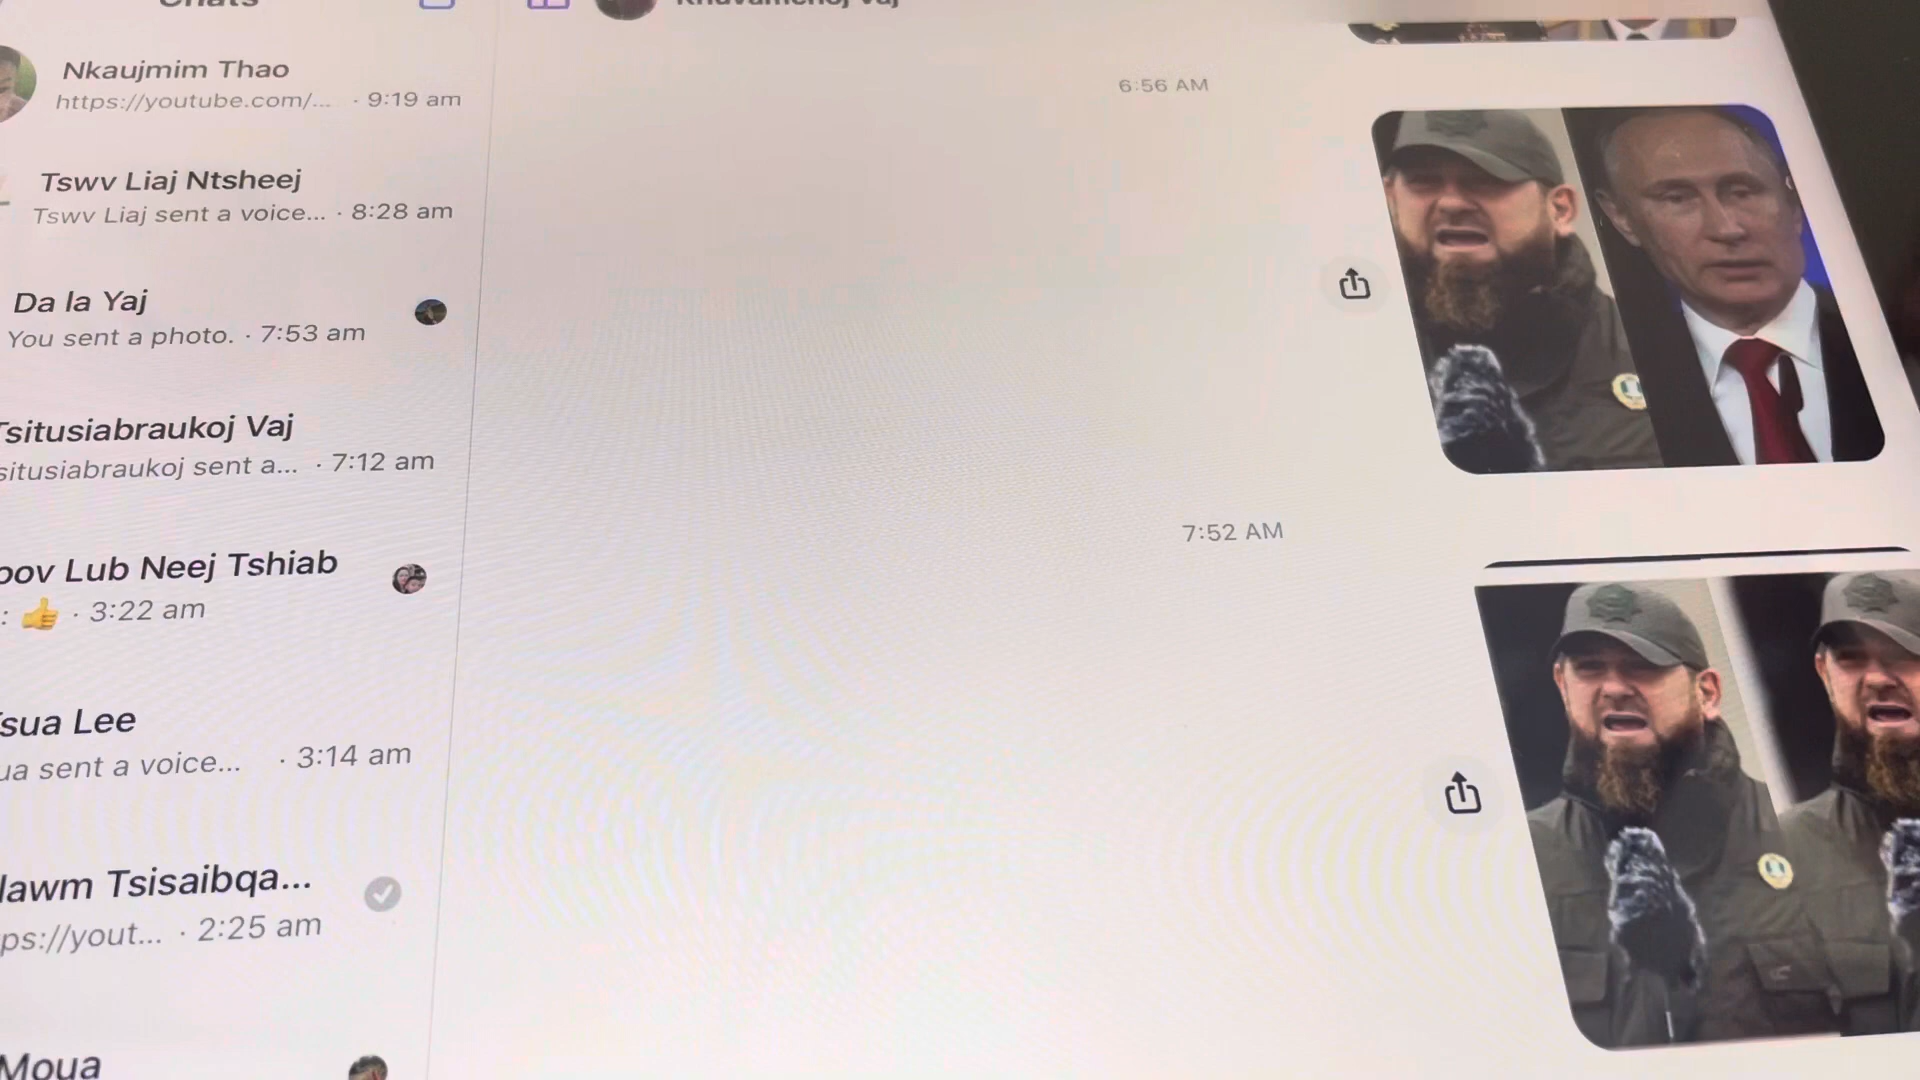 Chats
Nkaujmim Thao
https://youtube.com/... · 9:19 am
Tswv Liaj Ntsheej
Tswv Liaj sent a voice... · 8:28 am
Da la Yaj
You sent a photo. · 7:53 am
Tsitusiabraukoj Vaj
situsiabraukoj sent a... · 7:12 am
oov Lub Neej Tshiab
: 👍 · 3:22 am
sua Lee
ua sent a voice... · 3:14 am
lawm Tsisaibqa...
ps://yout... · 2:25 am
Moua
Vaj
6:56 AM
7:52 AM